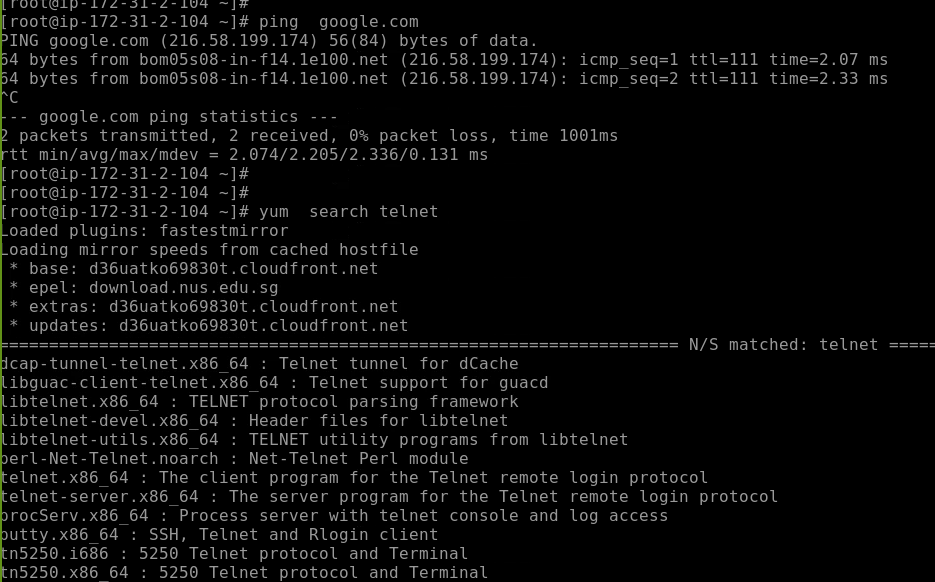 [root@ip-172-31-2-104 ~]#
[root@ip-172-31-2-104 ~]# ping  google.com
PING google.com (216.58.199.174) 56(84) bytes of data.
64 bytes from bom05s08-in-f14.1e100.net (216.58.199.174): icmp_seq=1 ttl=111 time=2.07 ms
64 bytes from bom05s08-in-f14.1e100.net (216.58.199.174): icmp_seq=2 ttl=111 time=2.33 ms
^C
--- google.com ping statistics ---
2 packets transmitted, 2 received, 0% packet loss, time 1001ms
rtt min/avg/max/mdev = 2.074/2.205/2.336/0.131 ms
[root@ip-172-31-2-104 ~]#
[root@ip-172-31-2-104 ~]#
[root@ip-172-31-2-104 ~]# yum  search telnet
Loaded plugins: fastestmirror
Loading mirror speeds from cached hostfile
 * base: d36uatko69830t.cloudfront.net
 * epel: download.nus.edu.sg
 * extras: d36uatko69830t.cloudfront.net
 * updates: d36uatko69830t.cloudfront.net
==================================================================== N/S matched: telnet =====
dcap-tunnel-telnet.x86_64 : Telnet tunnel for dCache
libguac-client-telnet.x86_64 : Telnet support for guacd
libtelnet.x86_64 : TELNET protocol parsing framework
libtelnet-devel.x86_64 : Header files for libtelnet
libtelnet-utils.x86_64 : TELNET utility programs from libtelnet
perl-Net-Telnet.noarch : Net-Telnet Perl module
telnet.x86_64 : The client program for the Telnet remote login protocol
telnet-server.x86_64 : The server program for the Telnet remote login protocol
procServ.x86_64 : Process server with telnet console and log access
putty.x86_64 : SSH, Telnet and Rlogin client
tn5250.i686 : 5250 Telnet protocol and Terminal
tn5250.x86_64 : 5250 Telnet protocol and Terminal